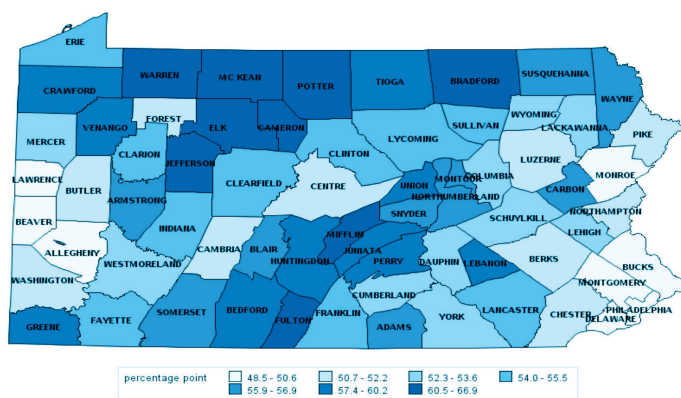 ERIE
WARREN MC KEAN POTTER TIOGA BRADFORD SUSQUEHANNA
CRAWFORD WAYNE
FOREST WYOMING
VENANGO ELK CAMERON SULLIVAN LACKAWANNA PIKE
MERCER LYCOMING
CLARION CLINTON LUZERNE
JEFFERSON COLUMBIA MONROE
LAWRENCE MONTOUR
BUTLER CLEARFIELD CENTRE UNION CARBON
ARMSTRONG NORTHUMBERLAND
SNYDER NORTHAMPTON
BEAVER SCHUYLKILL
INDIANA MIFFLIN LEHIGH
ALLEGHENY CAMBRIA BLAIR JUNIATA
WESTMORELAND HUNTINGDON PERRY DAUPHIN LEBANON BERKS BUCKS
WASHINGTON MONTGOMERY
CUMBERLAND
SOMERSET BEDFORD FULTON FRANKLIN LANCASTER CHESTER PHILADELPHIA
FAYETTE DELAWARE
GREENE ADAMS YORK
percentage point 48.5 - 50.6 50.7 - 52.2 52.3 - 53.6 54.0 - 55.5
55.9 - 56.9 57.4 - 60.2 60.5 - 66.9